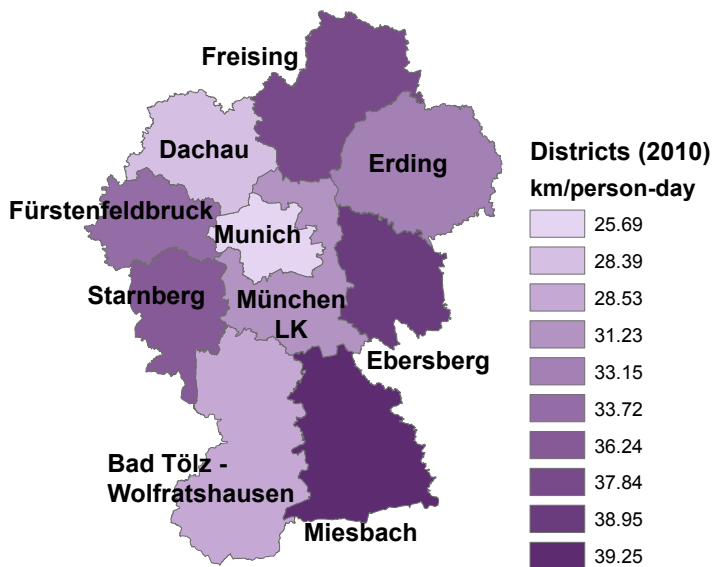 Freising
Dachau
Erding
Fürstenfeldbruck
Munich
Starnberg
München
LK
Ebersberg
Bad Tölz -
Wolfratshausen
Miesbach
Districts (2010)
km/person-day
25.69
28.39
28.53
31.23
33.15
33.72
36.24
37.84
38.95
39.25